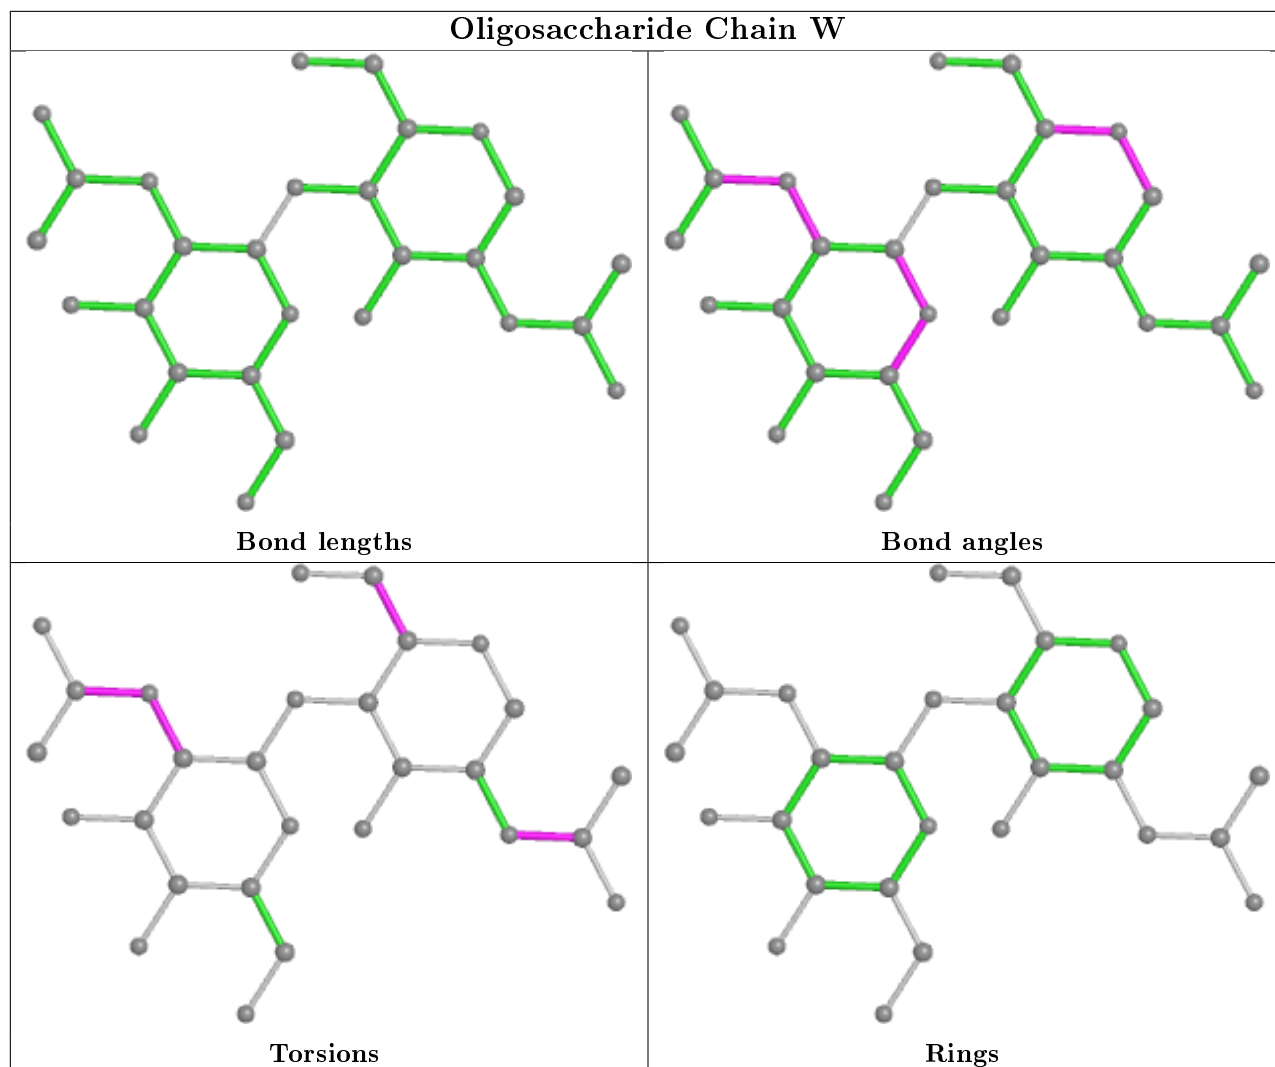 Oligosaccharide Chain W
Bond lengths
Bond angles
Torsions
Rings